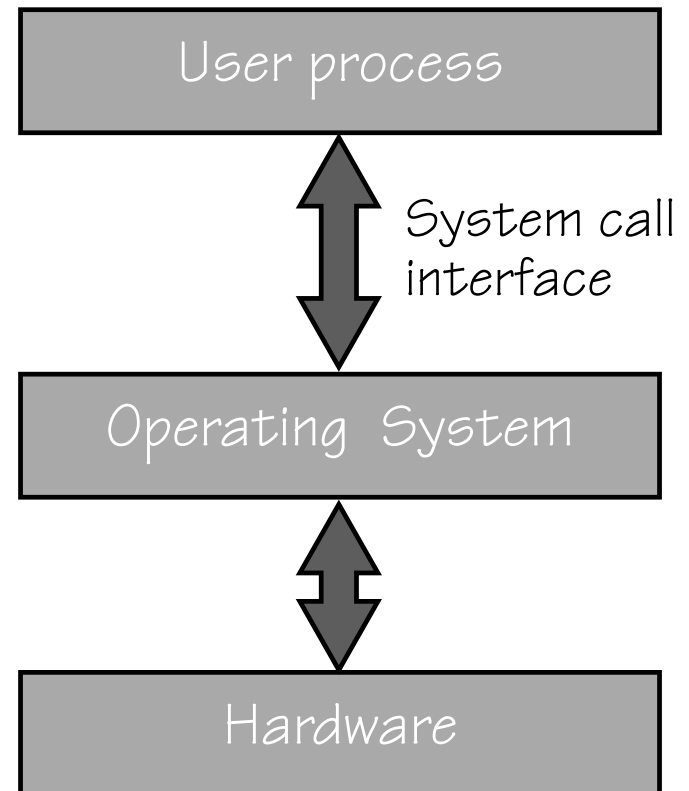 User process
System call
interface
Operating System
Hardware